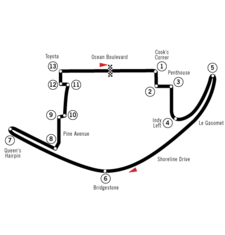 Toyota
Ocean Boulevard
Cook's
Corner
13
1
Penthouse
5
12
11
2
3
9
10
Indy
Left
4
Le Gasomet
7
8
Pine Avenue
Queen's
Hairpin
Shoreline Drive
6
Bridgestone